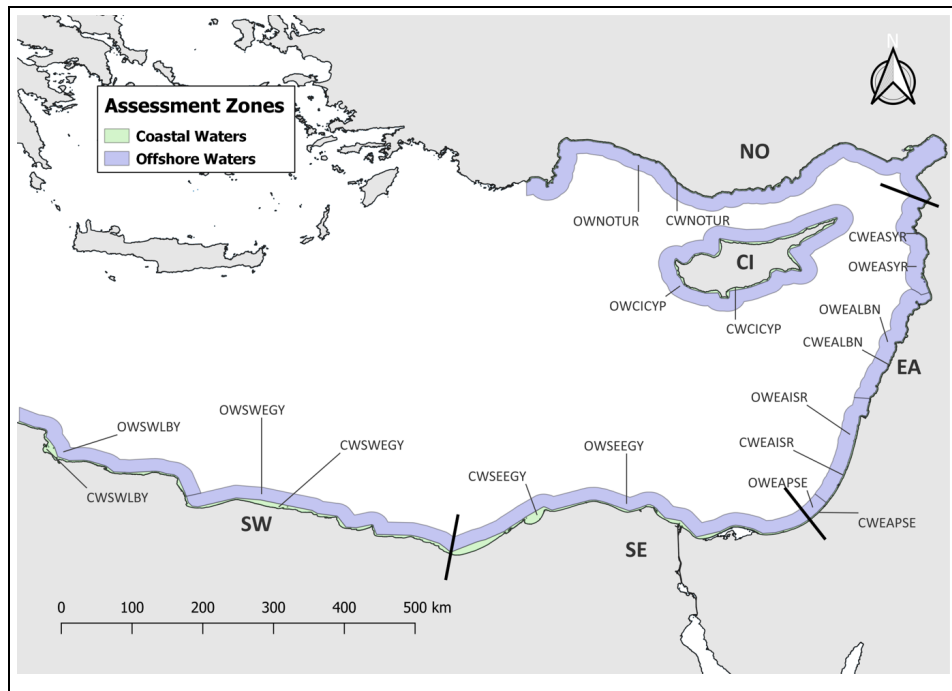 N
Assessment Zones
Coastal Waters
Offshore Waters
NO
OWNOTUR
CWNOTUR
CWEASYR
CI
OWEASYR
OWCICYP
CWCICYP
OWEALBN
CWEALBN
EA
OWEAISR
OWSWEGY
OWSWLBY
CWSWEGY
OWSEEGY
CWEAISR
CWSEEGY
OWEAPSE
CWSWLBY
SW
CWEAPSE
SE
0 100 200 300 400 500 km